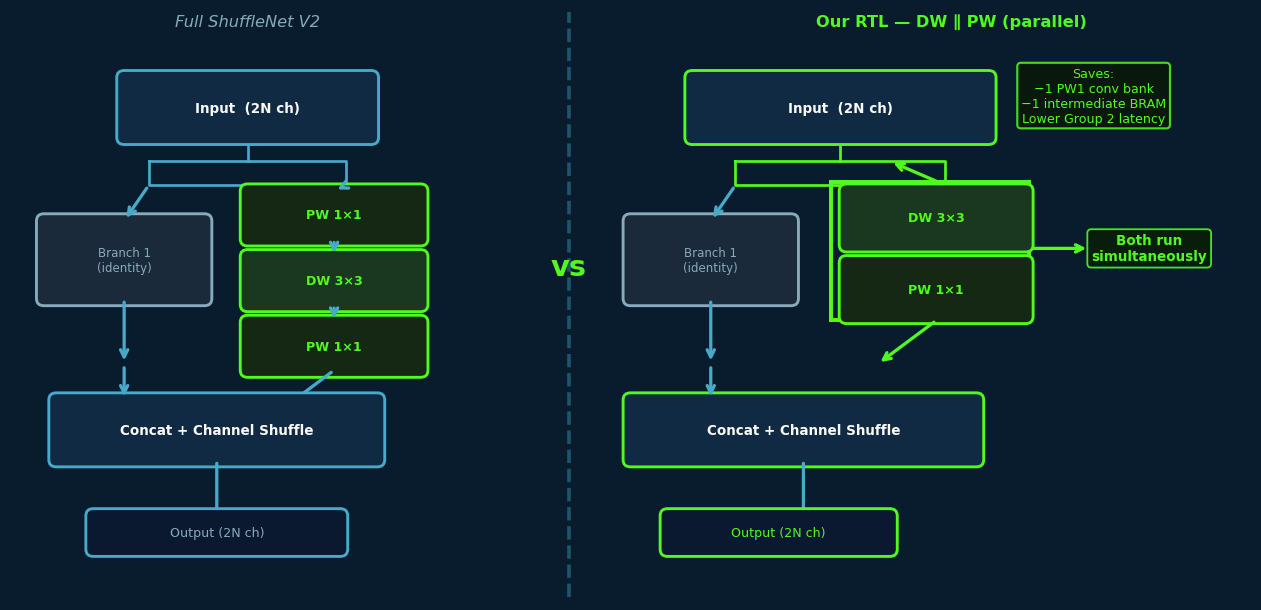 Full ShuffleNet V2
Input  (2N ch)
Branch 1
(identity)
PW 1×1
DW 3×3
PW 1×1
Concat + Channel Shuffle
Output (2N ch)
vs
Our RTL — DW ∥ PW (parallel)
Input  (2N ch)
Saves:
−1 PW1 conv bank
−1 intermediate BRAM
Lower Group 2 latency
Branch 1
(identity)
DW 3×3
PW 1×1
Both run
simultaneously
Concat + Channel Shuffle
Output (2N ch)